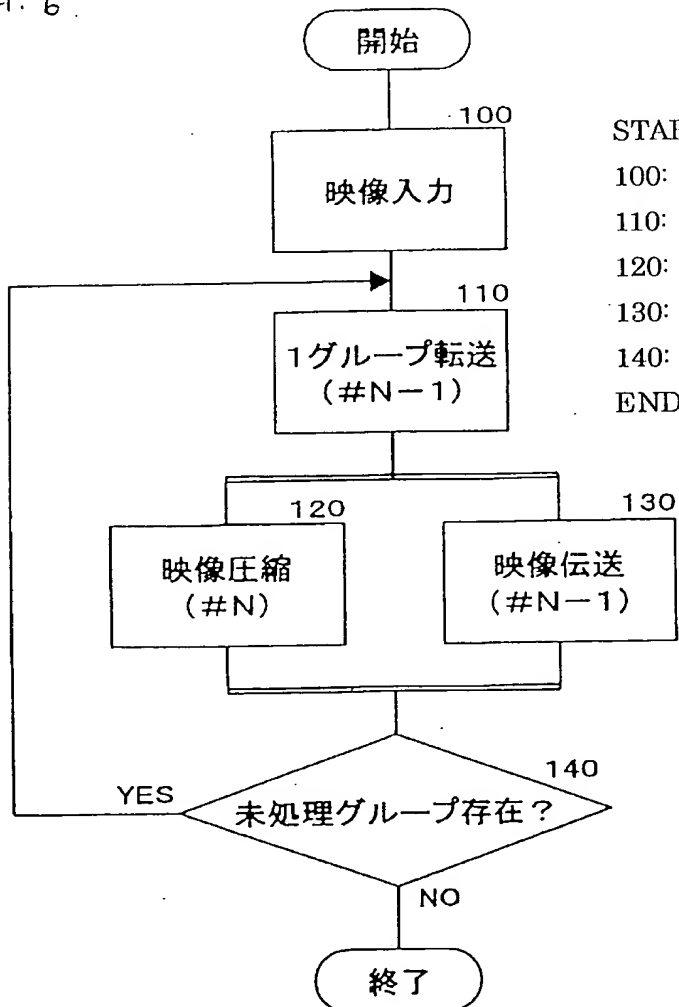 6
開始
100
映像入力
110
1グループ転送
(#N-1)
120
映像圧縮
(#N)
130
映像伝送
(#N-1)
140
未処理グループ存在?
YES
NO
終了
100:
110:
120:
130:
140:
END